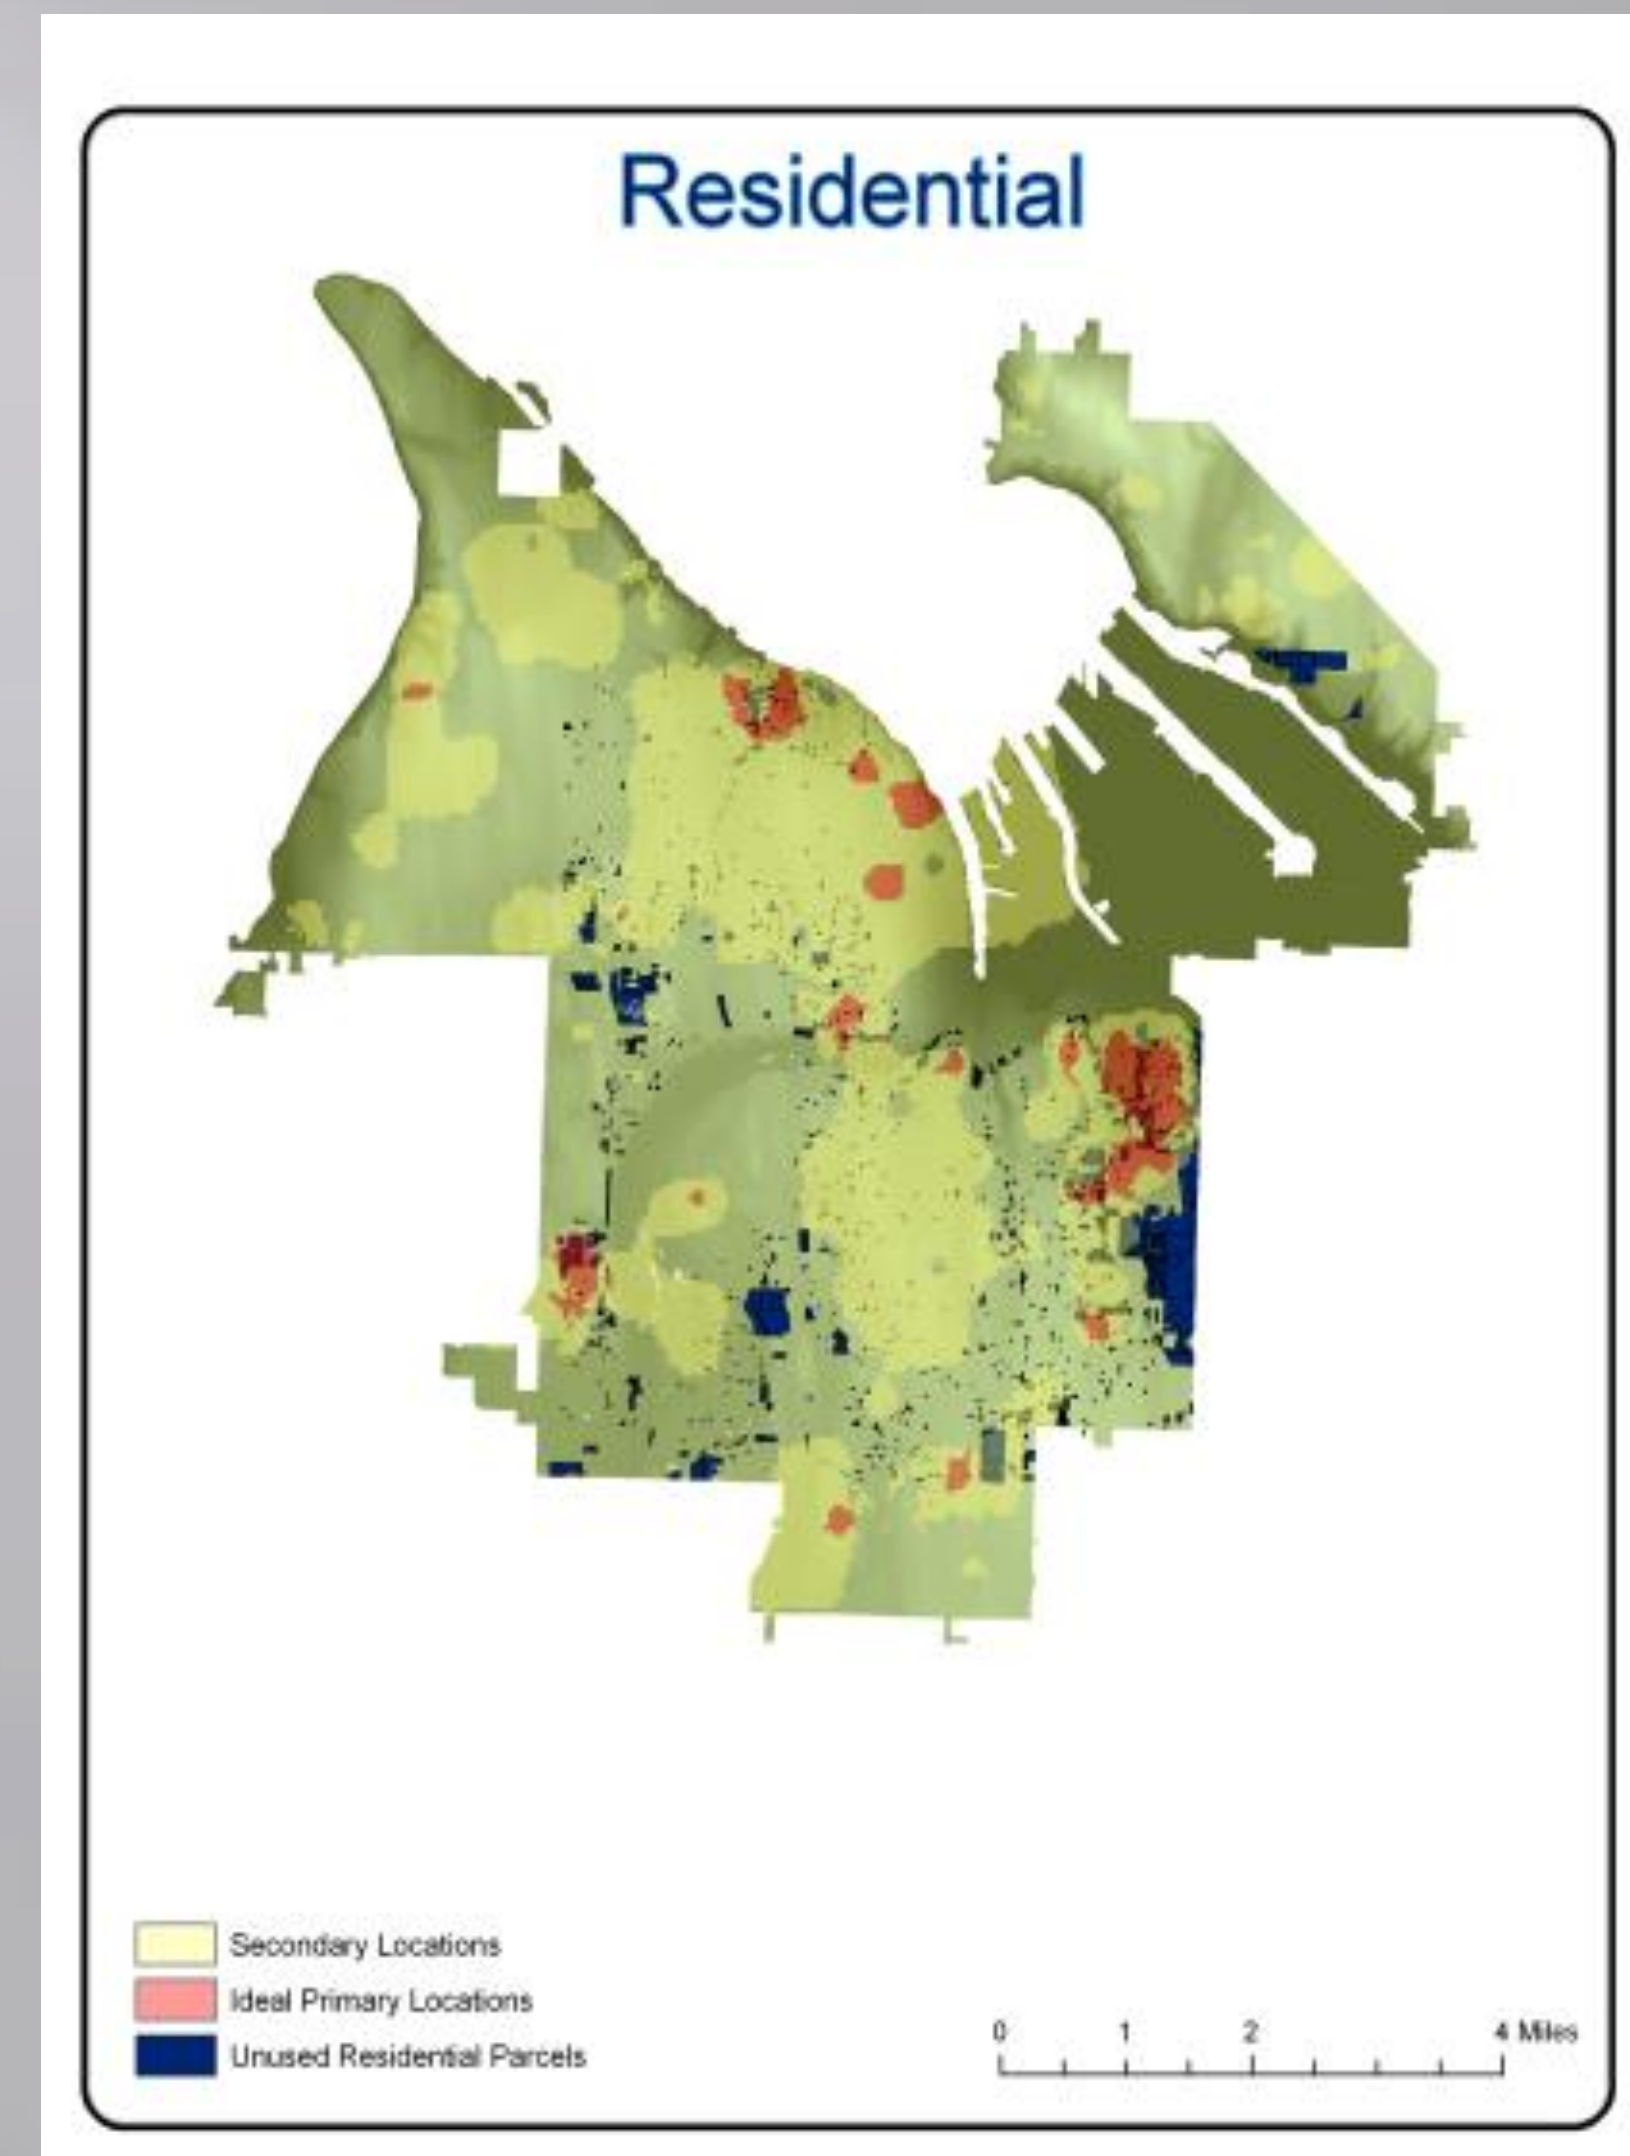 Residential
Secondary Locations
Ideal Primary Locations
Unused Residential Parcels
0 1 2 4 Miles